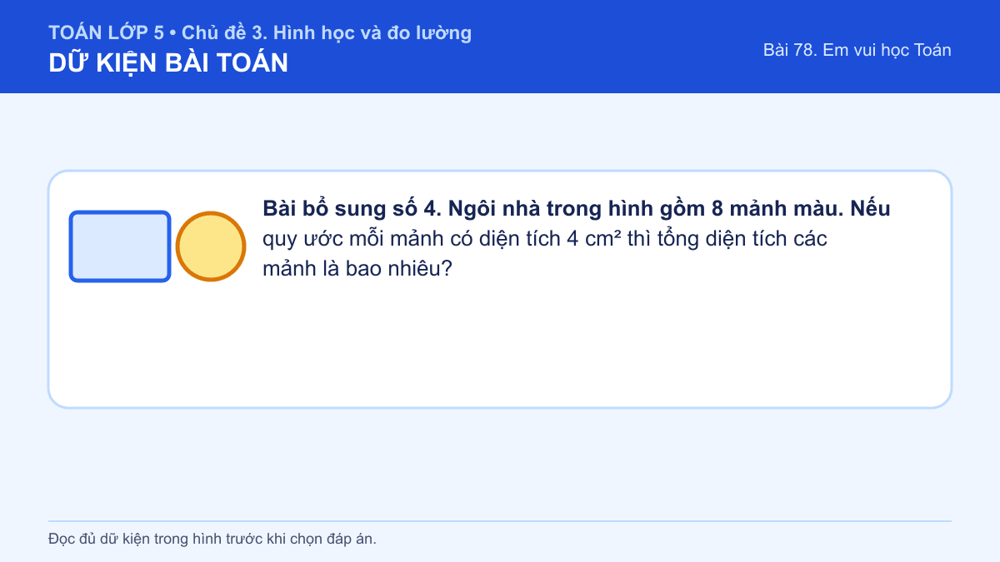 TOÁN LỚP 5 • Chủ đề 3. Hình học và đo lường
DỮ KIỆN BÀI TOÁN
Bài 78. Em vui học Toán
Bài bổ sung số 4. Ngôi nhà trong hình gồm 8 mảnh màu. Nếu
quy ước mỗi mảnh có diện tích 4 cm² thì tổng diện tích các
mảnh là bao nhiêu?
Đọc đủ dữ kiện trong hình trước khi chọn đáp án.